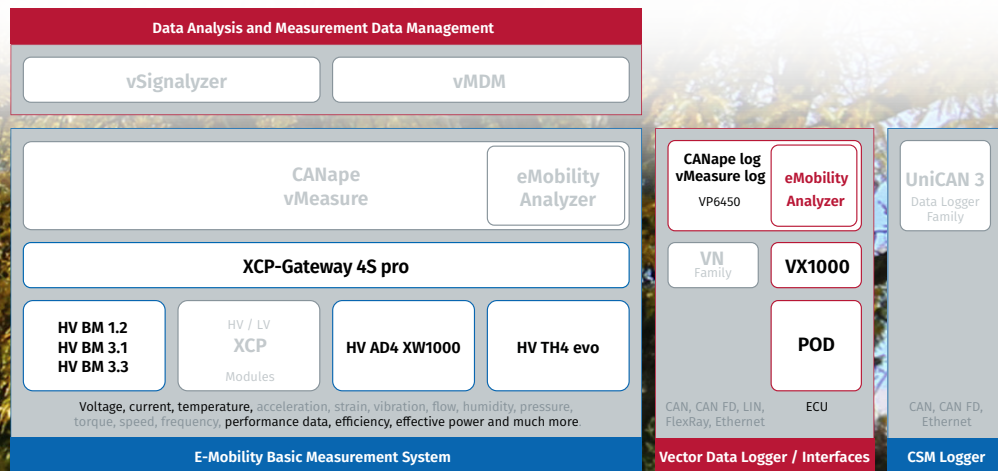 Data Analysis and Measurement Data Management
vSignalyzer
vMDM
CANape
vMeasure
eMobility
Analyzer
XCP-Gateway 4S pro
HV BM 1.2
HV BM 3.1
HV BM 3.3
HV / LV
XCP
Modules
HV AD4 XW1000
HV TH4 evo
Voltage, current, temperature, acceleration, strain, vibration, flow, humidity, pressure,
torque, speed, frequency, performance data, efficiency, effective power and much more.
E-Mobility Basic Measurement System
CANape log
vMeasure log
VP6450
eMobility
Analyzer
VN
Family
VX1000
POD
CAN, CAN FD, LIN,
FlexRay, Ethernet
ECU
Vector Data Logger / Interfaces
UniCAN 3
Data Logger
Family
CAN, CAN FD,
Ethernet
CSM Logger